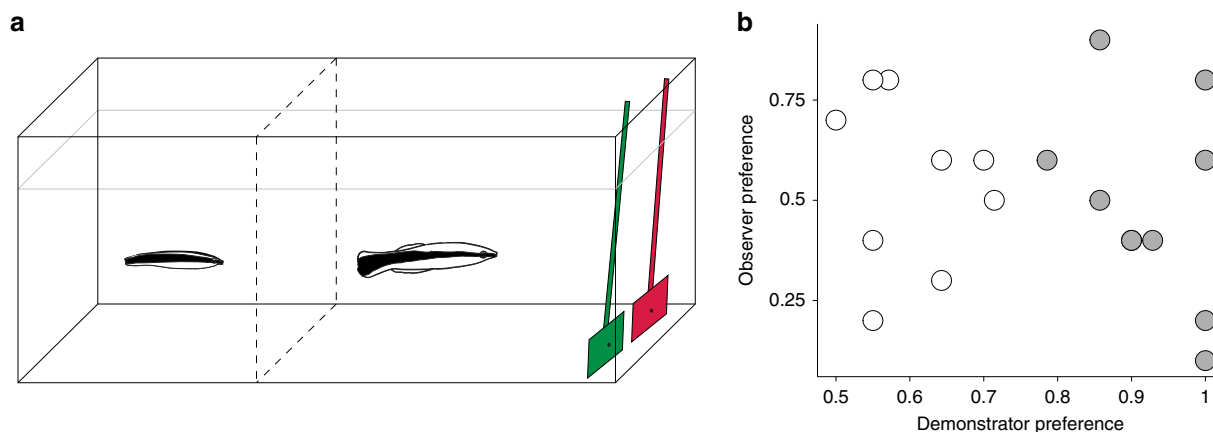 a
b
Observer preference
0.75
0.5
0.25
0.5 0.6 0.7 0.8 0.9 1
Demonstrator preference